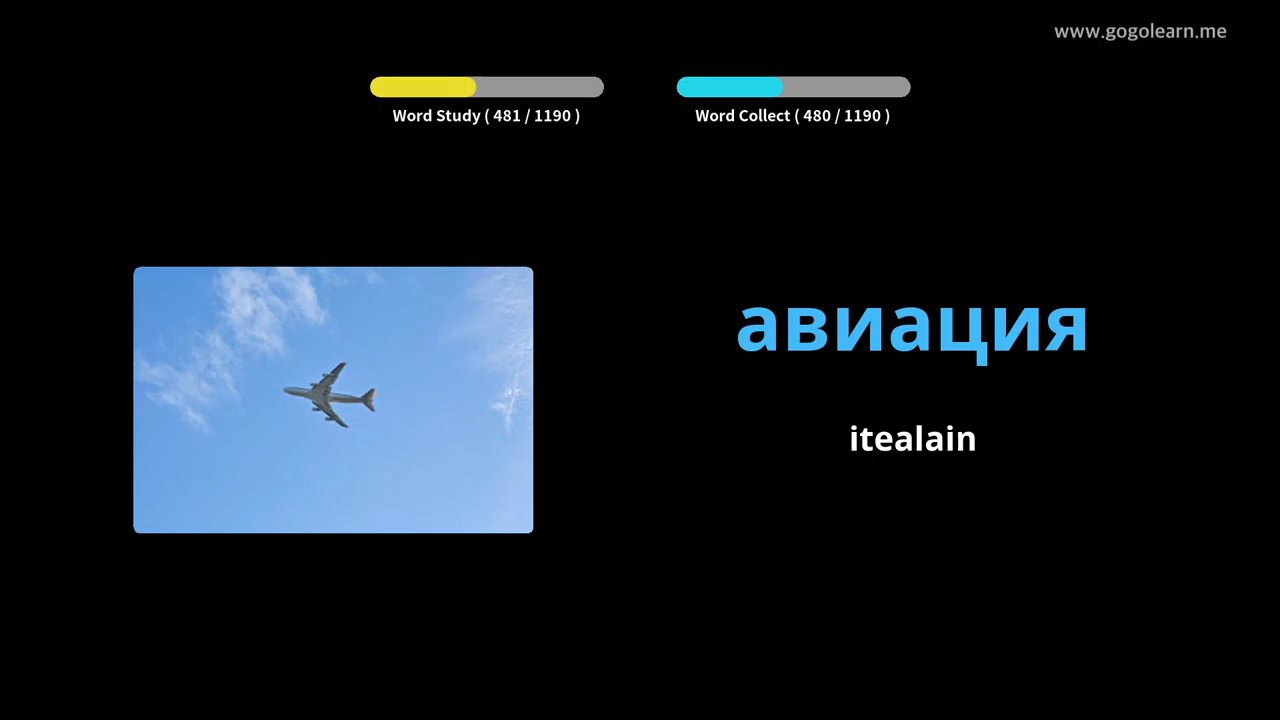 www.gogolearn.me
Word Study ( 481 / 1190 )
Word Collect ( 480 / 1190 )
авиация
itealain